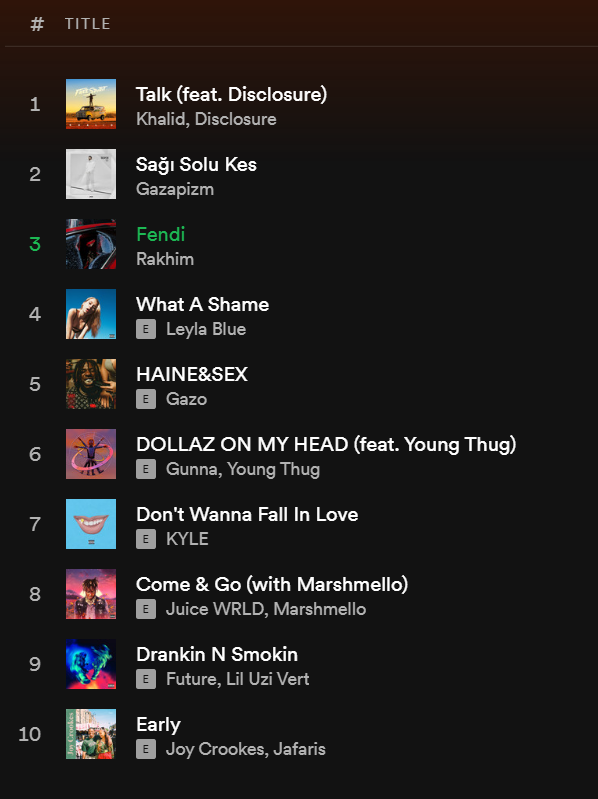 # TITLE
1
Talk (feat. Disclosure)
Khalid, Disclosure
2
Sağı Solu Kes
Gazapizm
3
Fendi
Rakhim
4
What A Shame
E Leyla Blue
5
HAINE&SEX
E Gazo
6
DOLLAZ ON MY HEAD (feat. Young Thug)
E Gunna, Young Thug
7
Don't Wanna Fall In Love
E KYLE
8
Come & Go (with Marshmello)
E Juice WRLD, Marshmello
9
Drankin N Smokin
E Future, Lil Uzi Vert
10
Joy Crookes
Early
E Joy Crookes, Jafaris